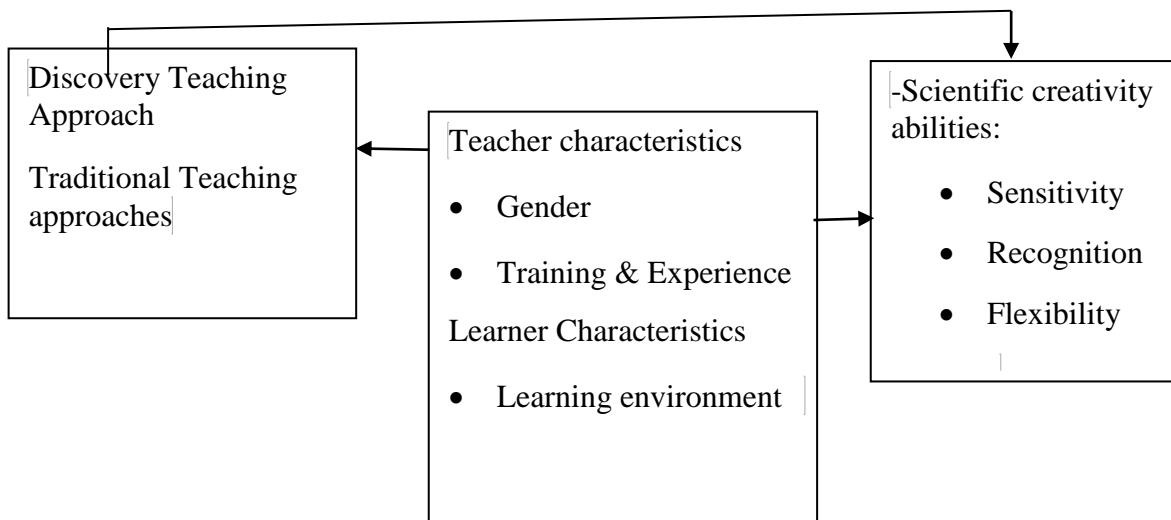 Discovery Teaching
Approach
Traditional Teaching
approaches
Teacher characteristics
• Gender
• Training & Experience
Learner Characteristics
• Learning environment
-Scientific creativity
abilities:
• Sensitivity
• Recognition
• Flexibility